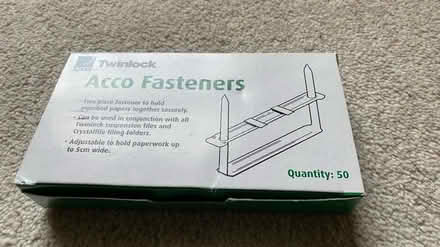 Twinlock
Acco Fasteners
• Two piece fastener to hold
punched papers together securely.
• Can be used in conjunction with all
Twinlock suspension files and
Crystalfile filing folders.
• Adjustable to hold paperwork up
to 5cm wide.
Quantity: 50